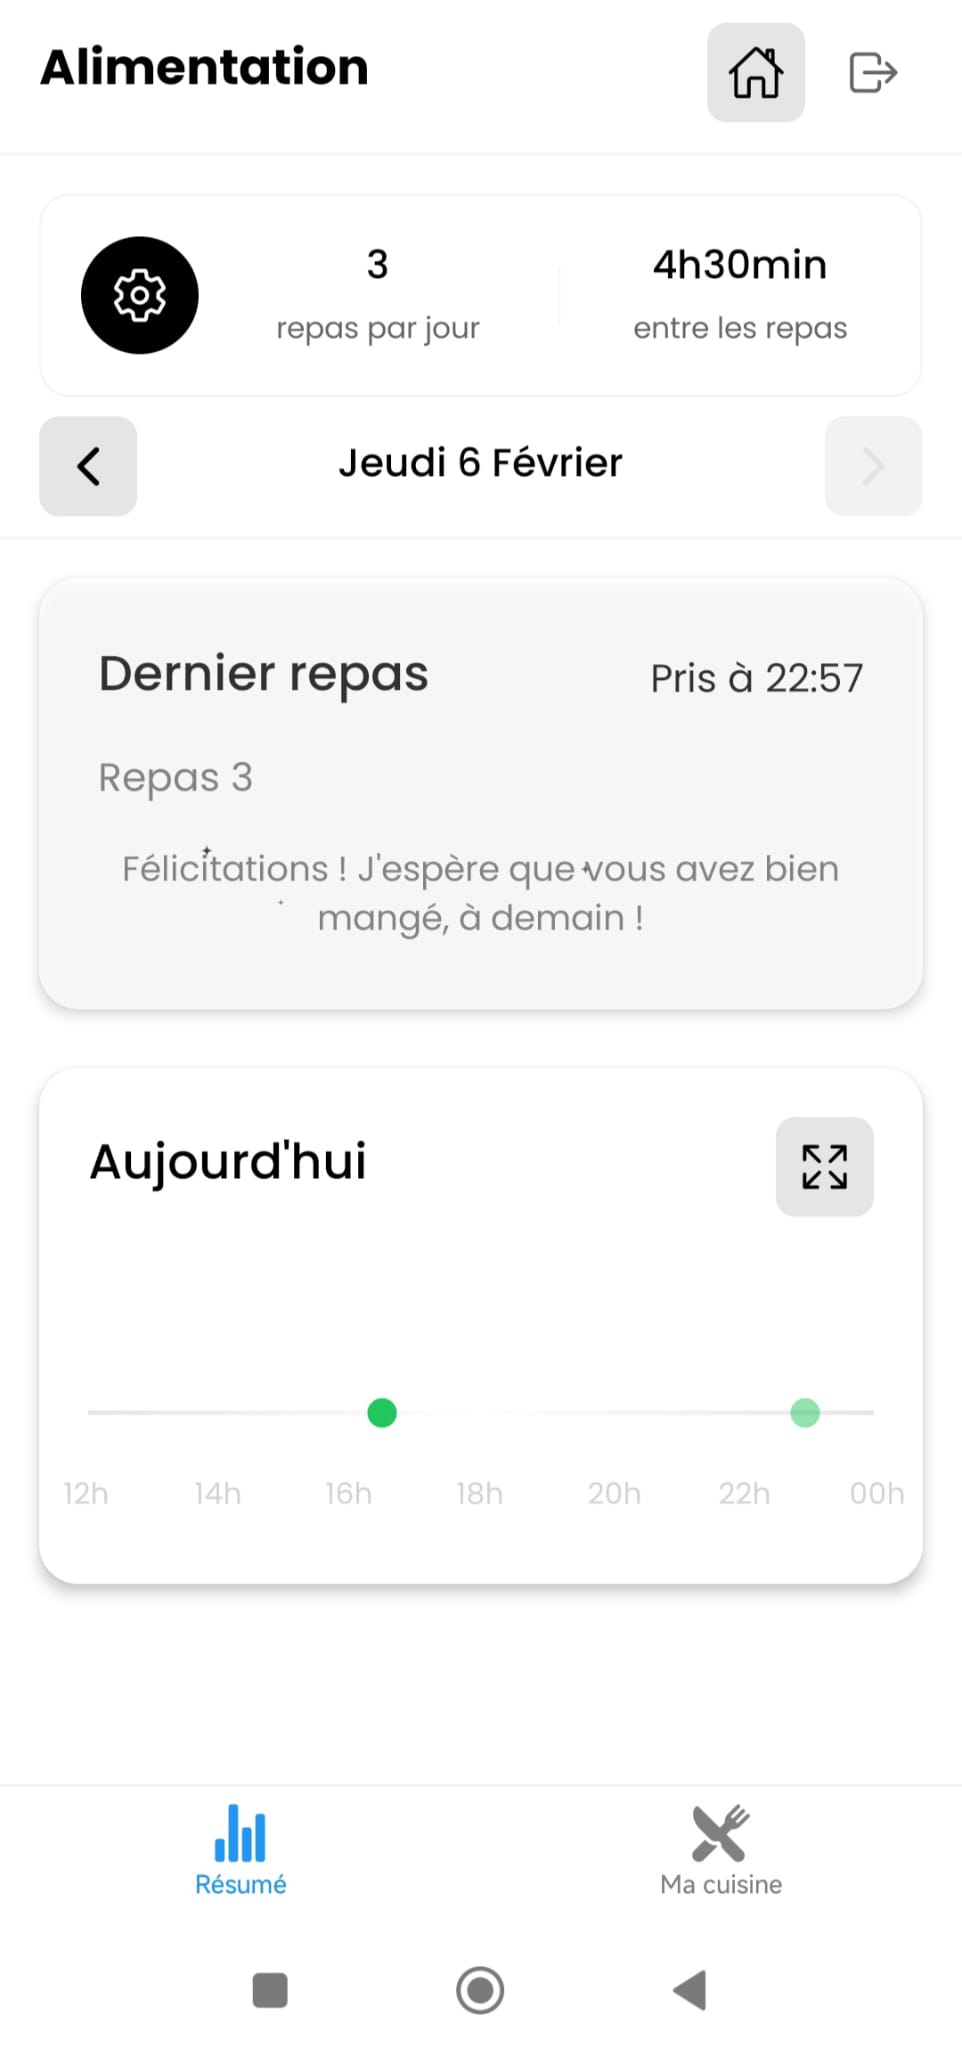 Alimentation
3
repas par jour
4h30min
entre les repas
Jeudi 6 Février
Dernier repas
Pris à 22:57
Repas 3
Félicitations ! J'espère que vous avez bien
mangé, à demain !
Aujourd'hui
12h 14h 16h 18h 20h 22h 00h
Résumé
Ma cuisine